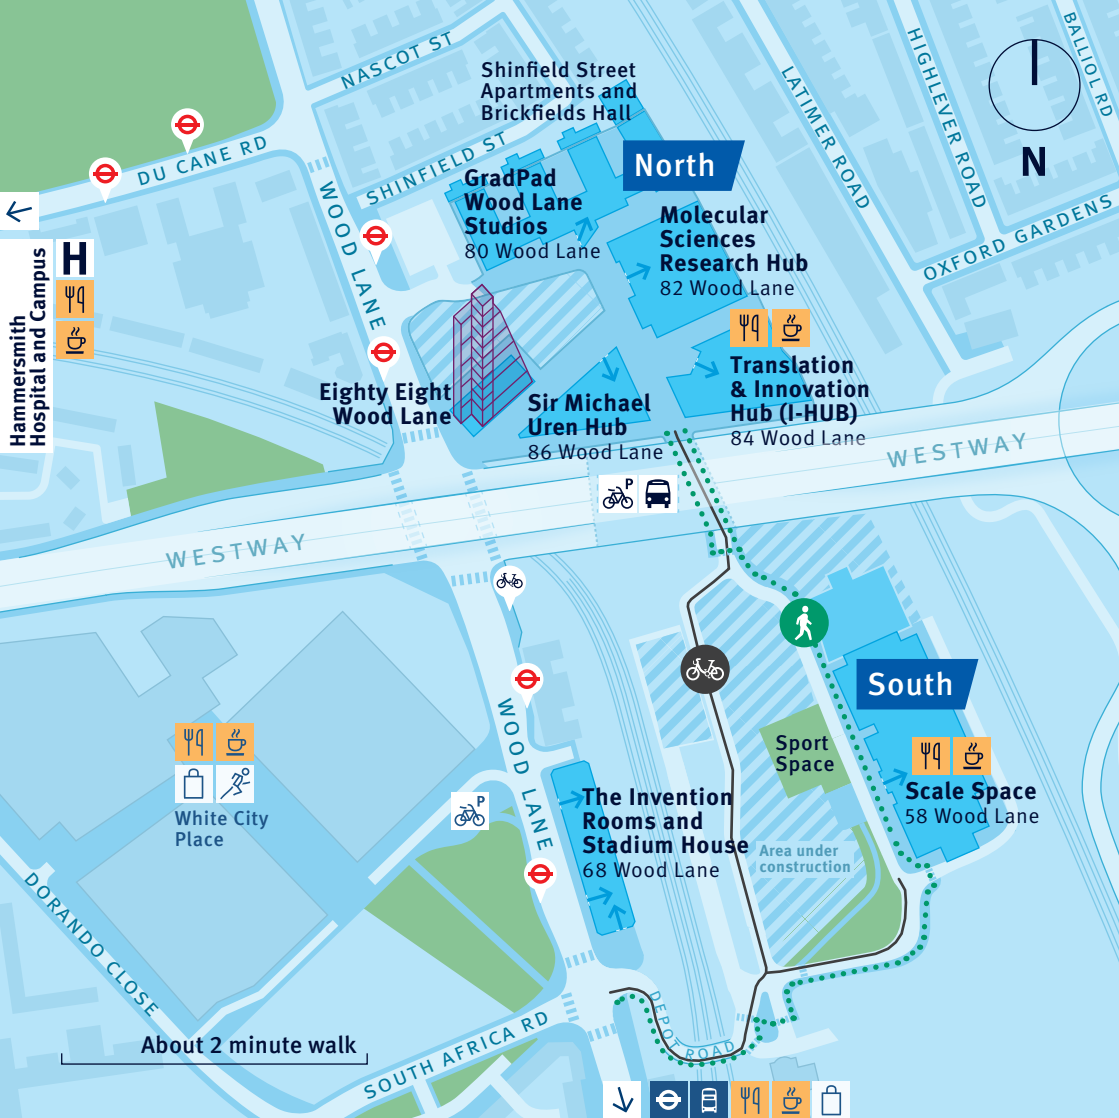 NASCOT ST
Shinfield Street
Apartments and
Brickfields Hall
LATIMER ROAD
HIGHLEVER ROAD
BALLIOL RD
N
DU CANE RD
SHINFIELD ST
North
GradPad
Wood Lane
Studios
80 Wood Lane
Molecular
Sciences
Research Hub
82 Wood Lane
OXFORD GARDENS
WOOD LANE
Hammersmith
Hospital and Campus
H
Eighty Eight
Wood Lane
Sir Michael
Uren Hub
86 Wood Lane
Translation
& Innovation
Hub (I-HUB)
84 Wood Lane
WESTWAY
P
WESTWAY
South
WOOD LANE
Sport
Space
Scale Space
58 Wood Lane
White City
Place
P
The Invention
Rooms and
Stadium House
68 Wood Lane
Area under
construction
DORANDO CLOSE
About 2 minute walk
SOUTH AFRICA RD
DEPOT ROAD